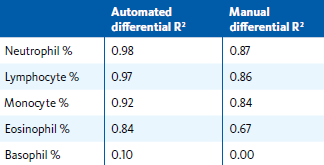 Automated Manual
differential R² differential R²
Neutrophil % 0.98 0.87
Lymphocyte % 0.97 0.86
Monocyte % 0.92 0.84
Eosinophil % 0.84 0.67
Basophil % 0.10 0.00